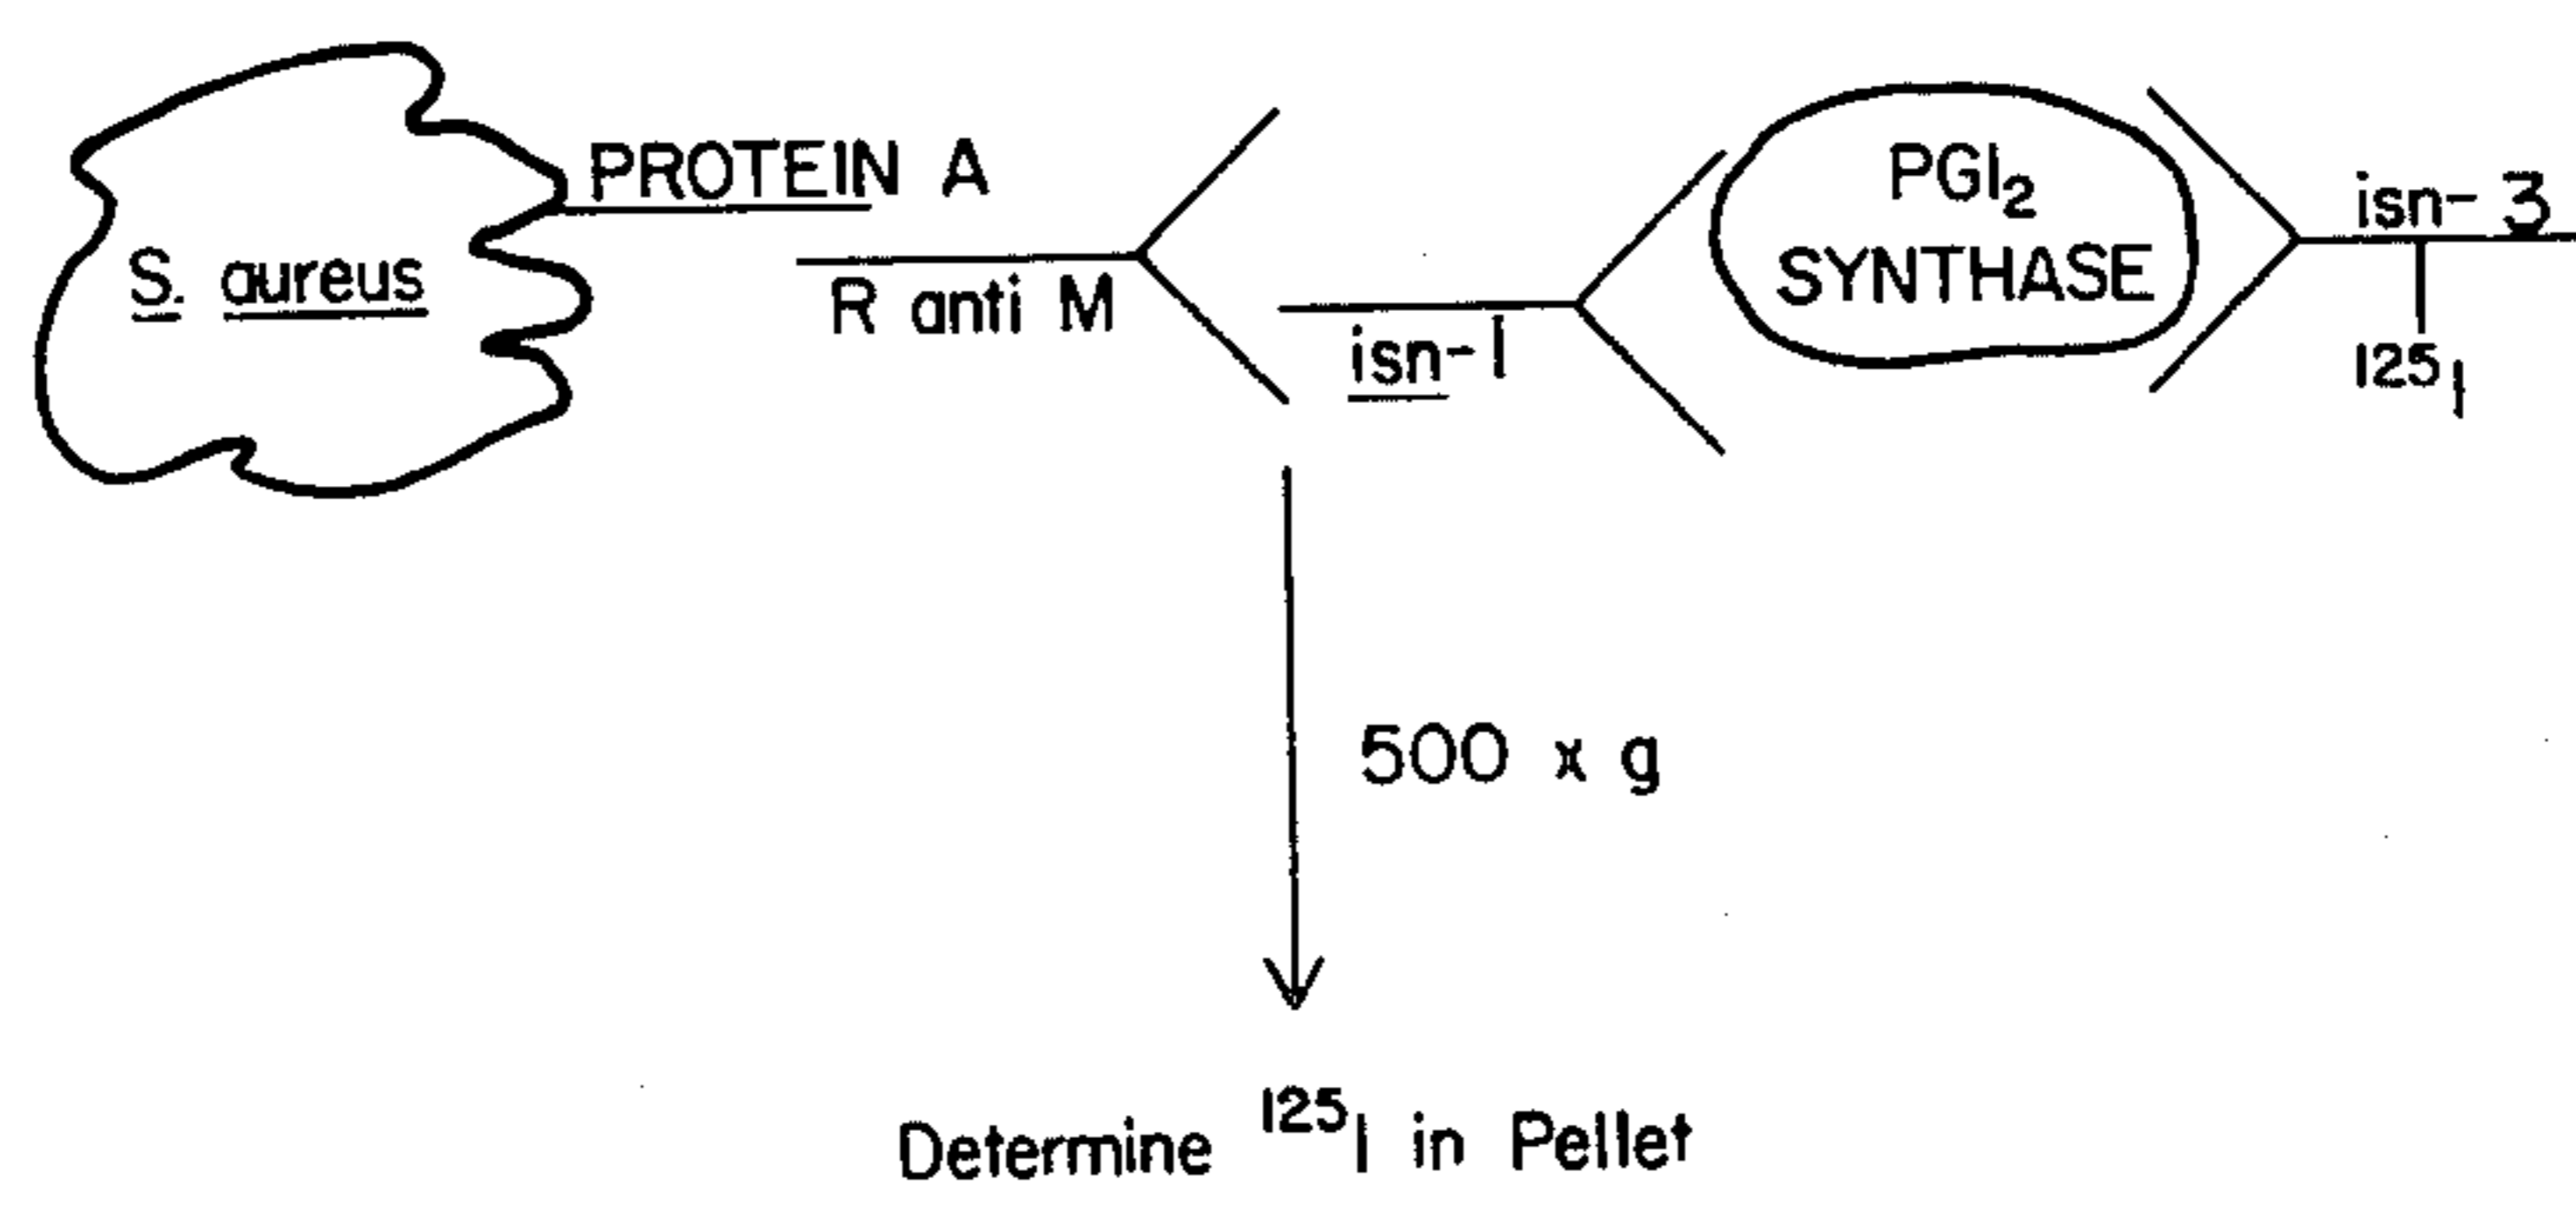 S. aureus
PROTEIN A
R anti M
isn-1
PGI₂
SYNTHASE
isn-3
¹²⁵I
500 x g
Determine ¹²⁵I in Pellet